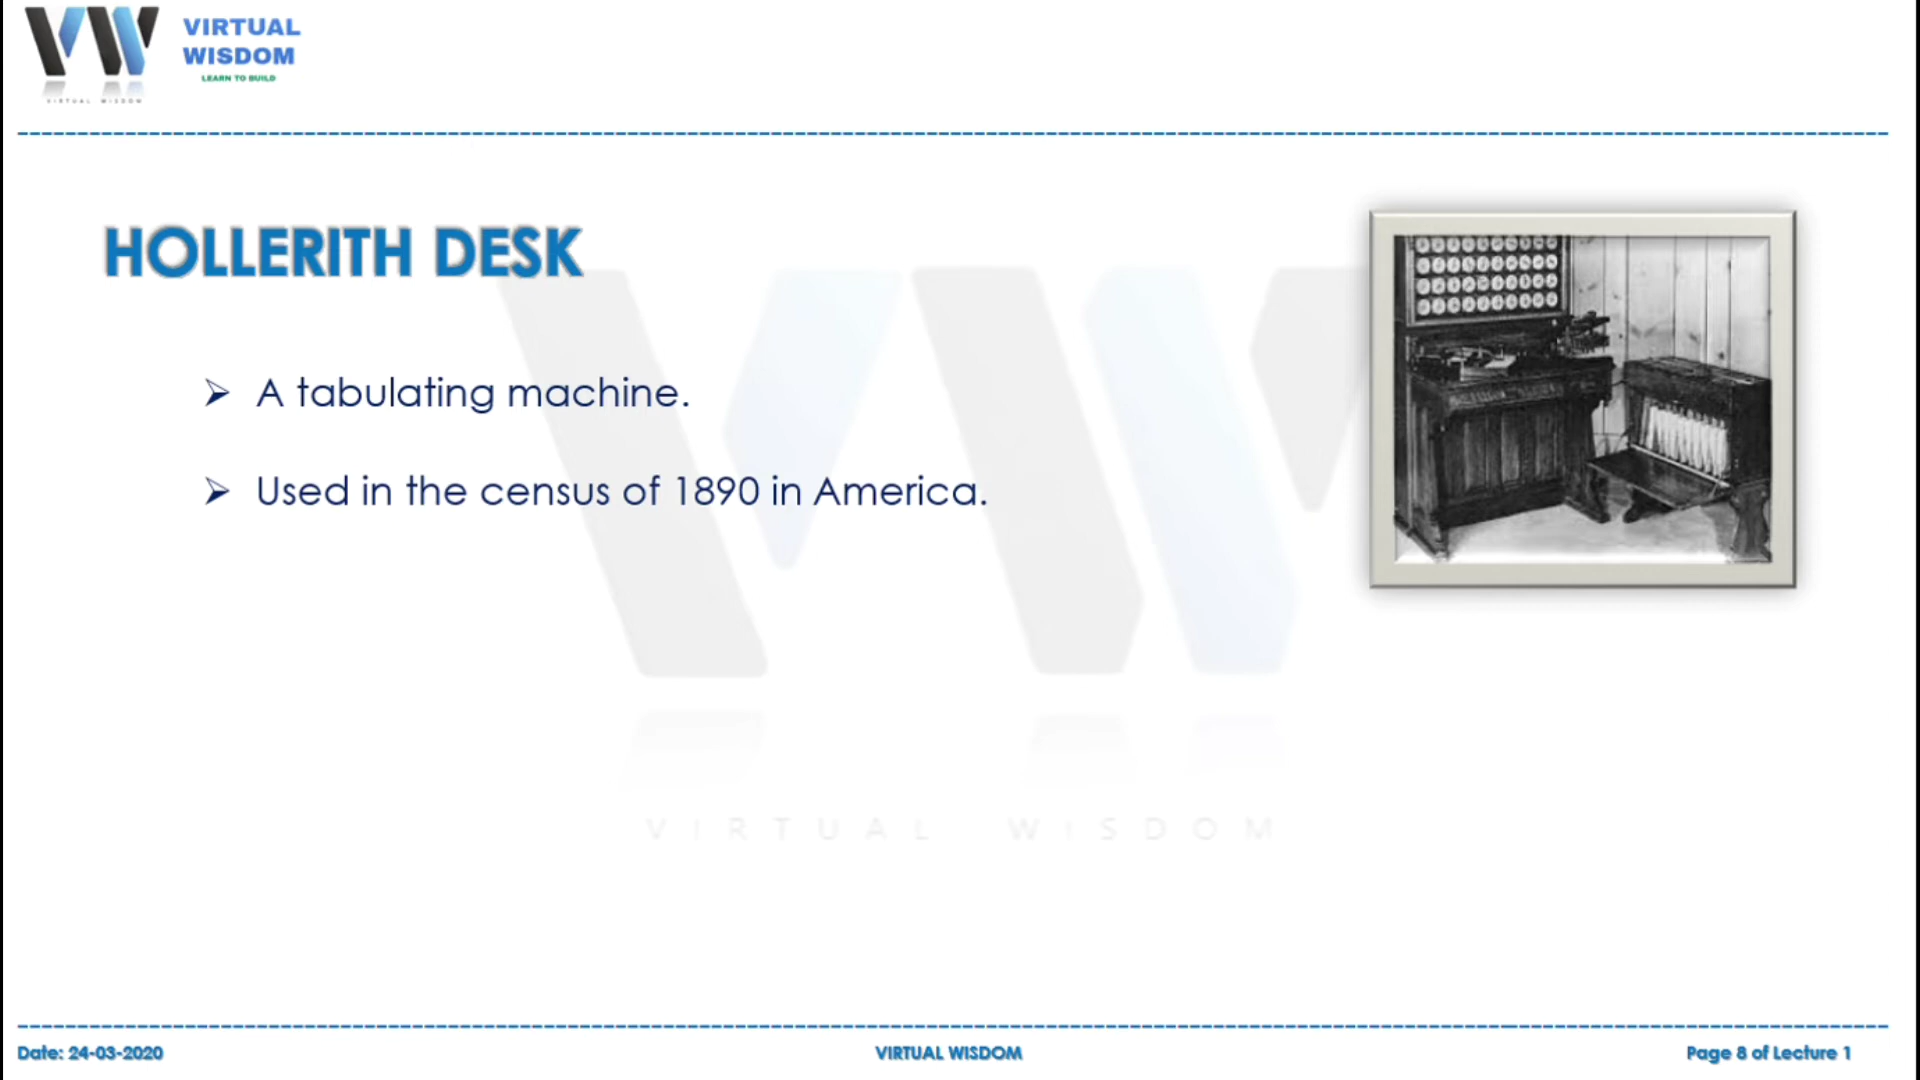 VIRTUAL
WISDOM
LEARN TO BUILD
VIRTUAL WISDOM
HOLLERITH DESK
➢ A tabulating machine.
➢ Used in the census of 1890 in America.
VIRTUAL WISDOM
Date: 24-03-2020
VIRTUAL WISDOM
Page 8 of Lecture 1